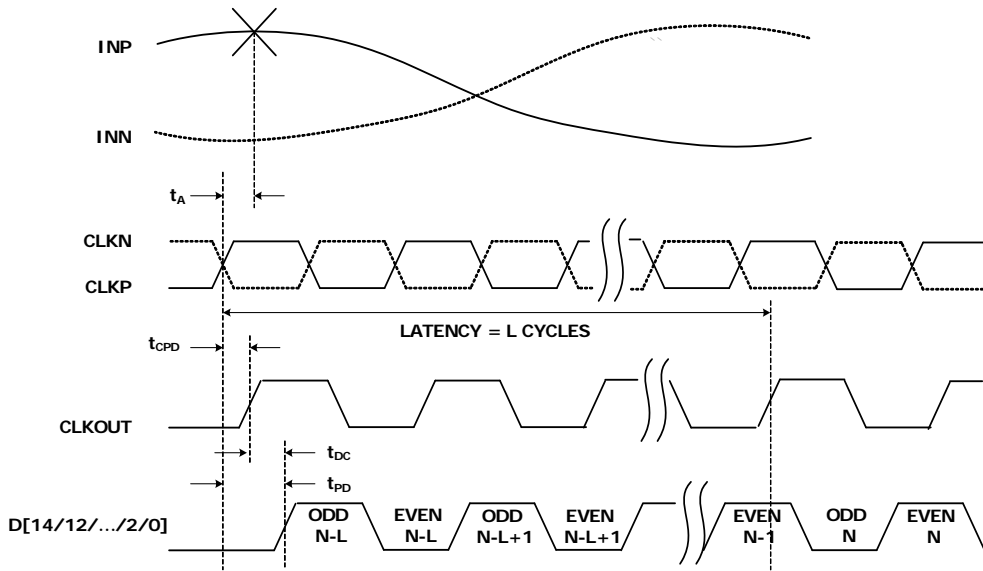 INP
INN
tA
CLKN
CLKP
LATENCY = L CYCLES
tCPD
CLKOUT
tDC
tPD
D[14/12/.../2/0]
ODD N-L
EVEN N-L
ODD N-L+1
EVEN N-L+1
EVEN N-1
ODD N
EVEN N